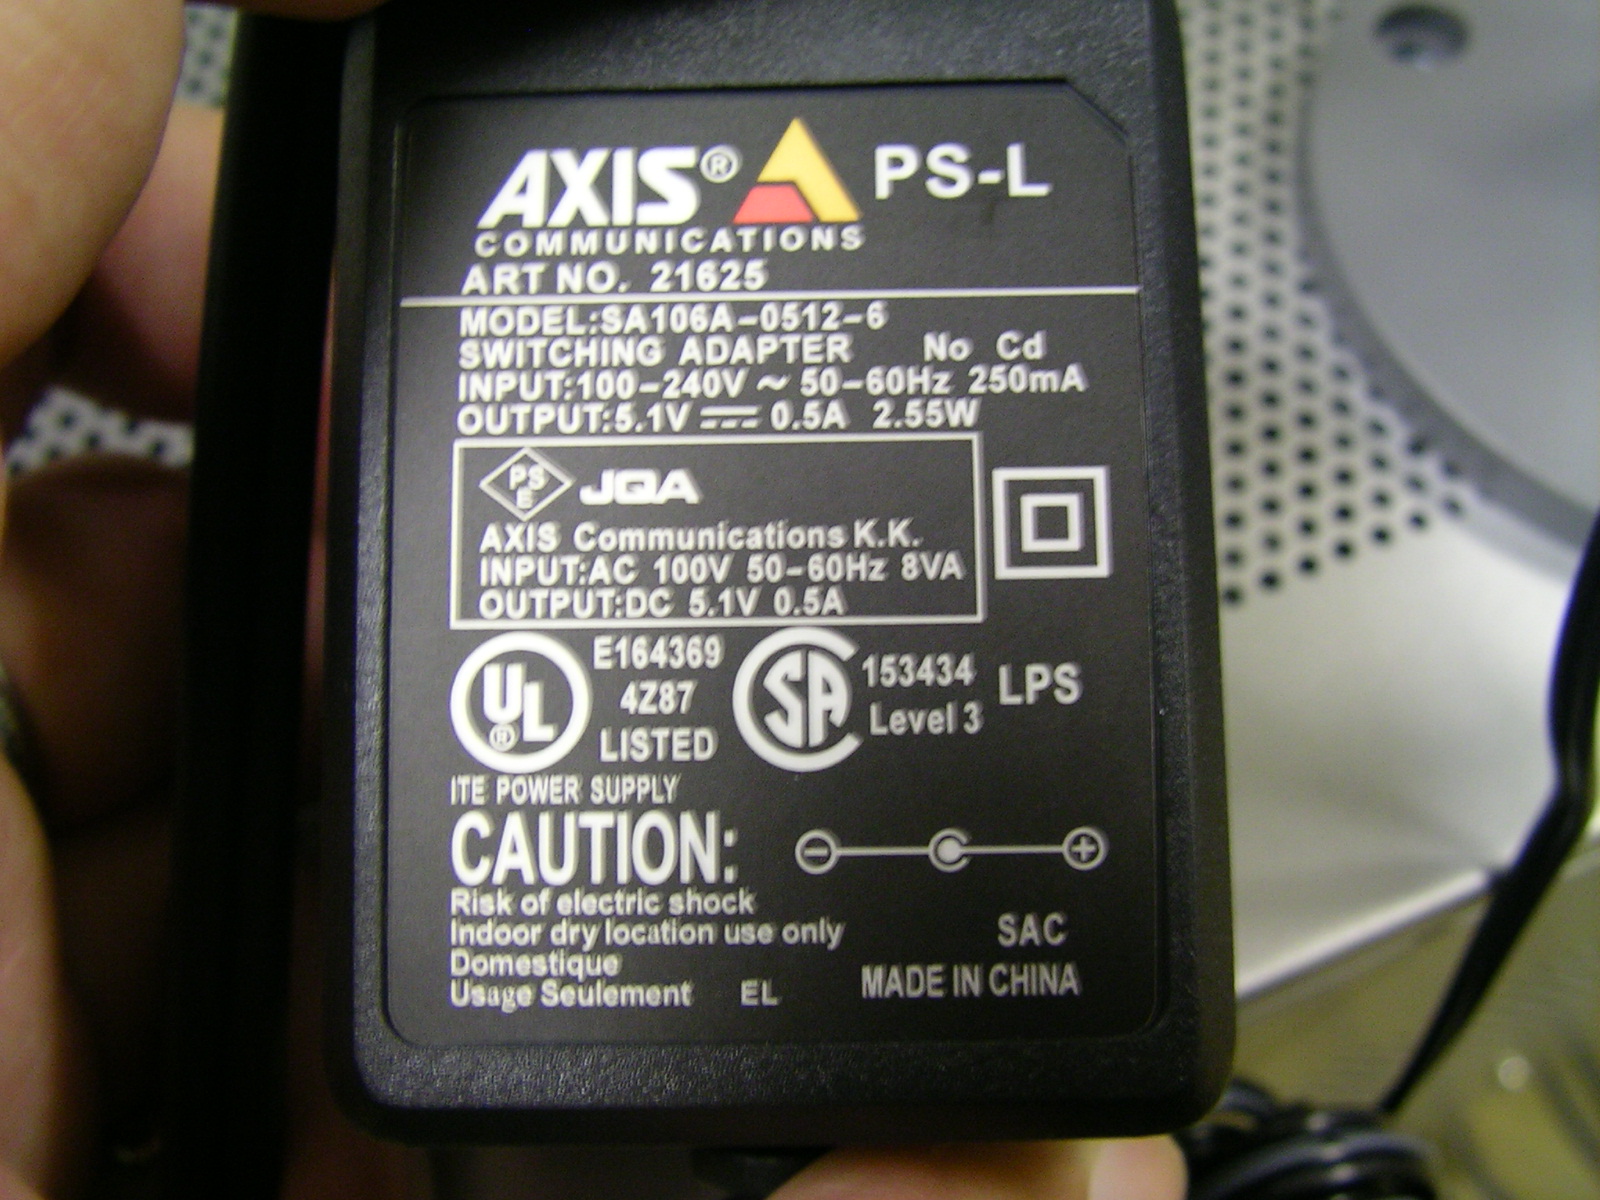 AXIS® PS-L
COMMUNICATIONS
ART NO. 21625
MODEL:SA106A-0512-6
SWITCHING ADAPTER No Cd
INPUT:100-240V ~ 50-60Hz 250mA
OUTPUT:5.1V ⎓ 0.5A 2.55W
PS
E
JQA
AXIS Communications K.K.
INPUT:AC 100V 50-60Hz 8VA
OUTPUT:DC 5.1V 0.5A
UL®
E164369
4Z87
LISTED
SA
153434
Level 3
LPS
ITE POWER SUPPLY
CAUTION:
Risk of electric shock
Indoor dry location use only
Domestique
Usage Seulement EL
SAC
MADE IN CHINA